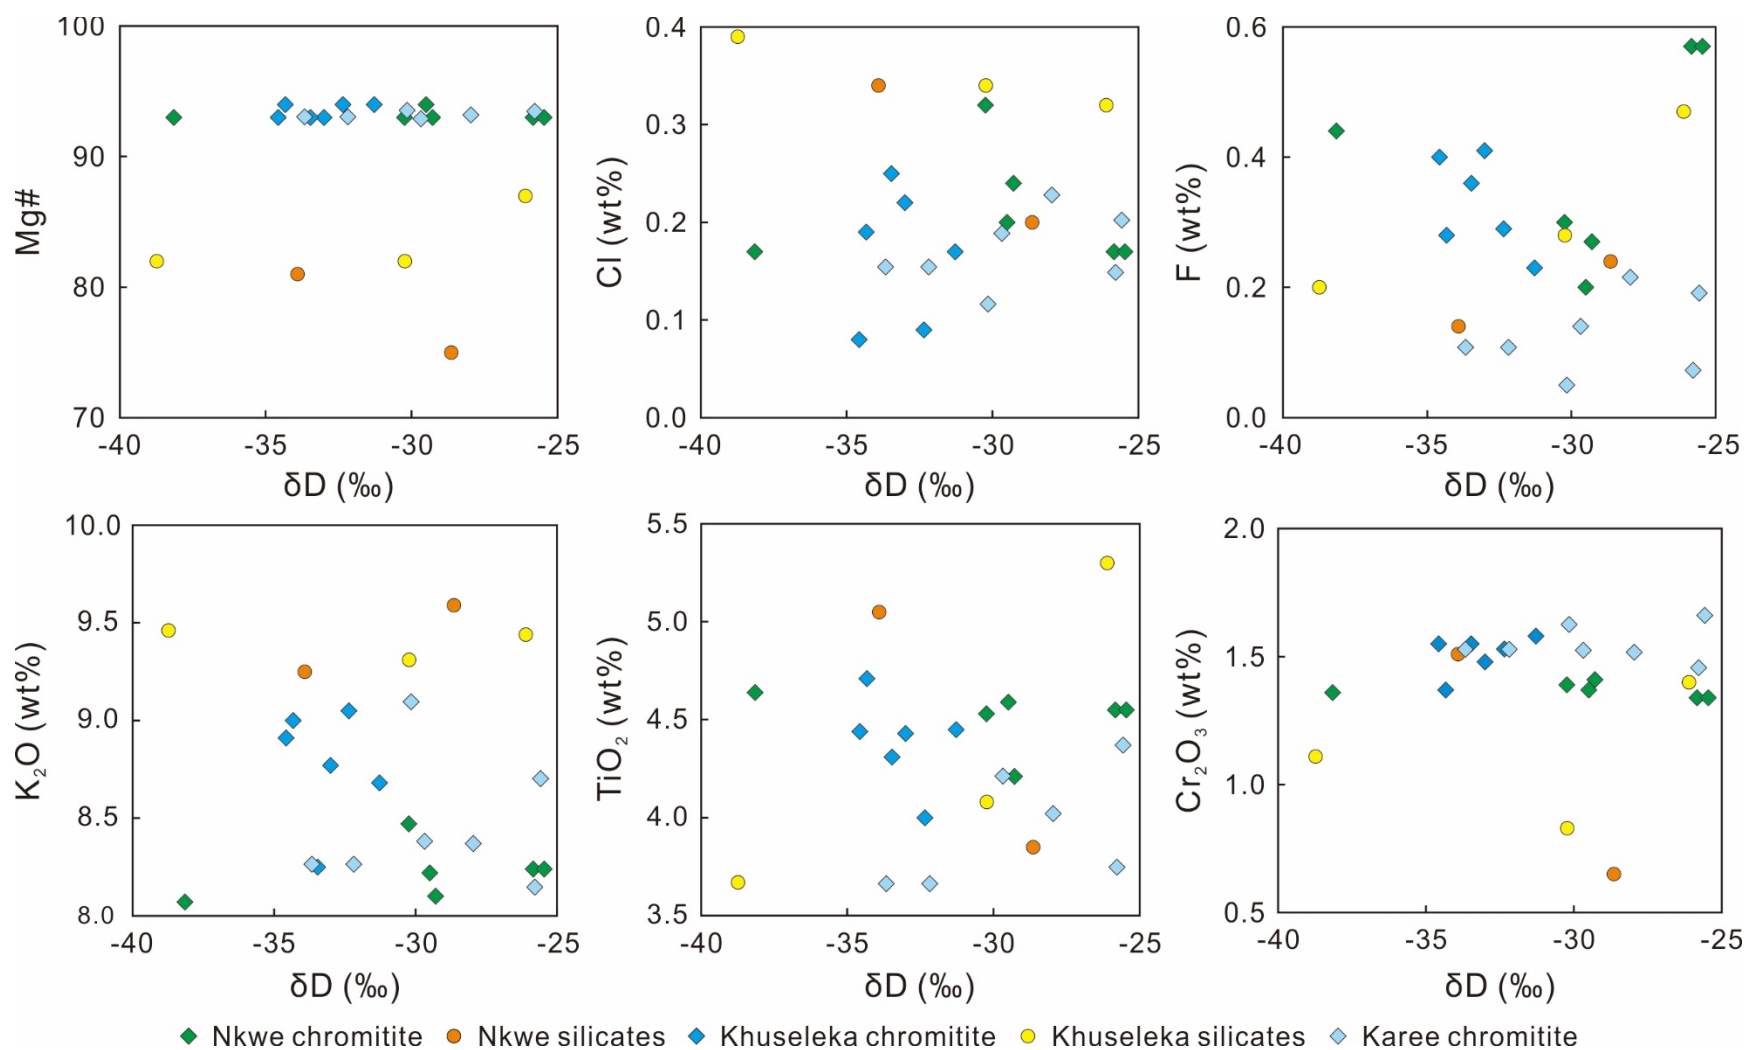 100
90
80
70
Mg#
-40 -35 -30 -25
δD (‰)
0.4
0.3
0.2
0.1
0.0
Cl (wt%)
-40 -35 -30 -25
δD (‰)
0.6
0.4
0.2
0.0
F (wt%)
-40 -35 -30 -25
δD (‰)
10.0
9.5
9.0
8.5
8.0
K₂O (wt%)
-40 -35 -30 -25
δD (‰)
5.5
5.0
4.5
4.0
3.5
TiO₂ (wt%)
-40 -35 -30 -25
δD (‰)
2.0
1.5
1.0
0.5
Cr₂O₃ (wt%)
-40 -35 -30 -25
δD (‰)
Nkwe chromitite Nkwe silicates Khuseleka chromitite Khuseleka silicates Karee chromitite